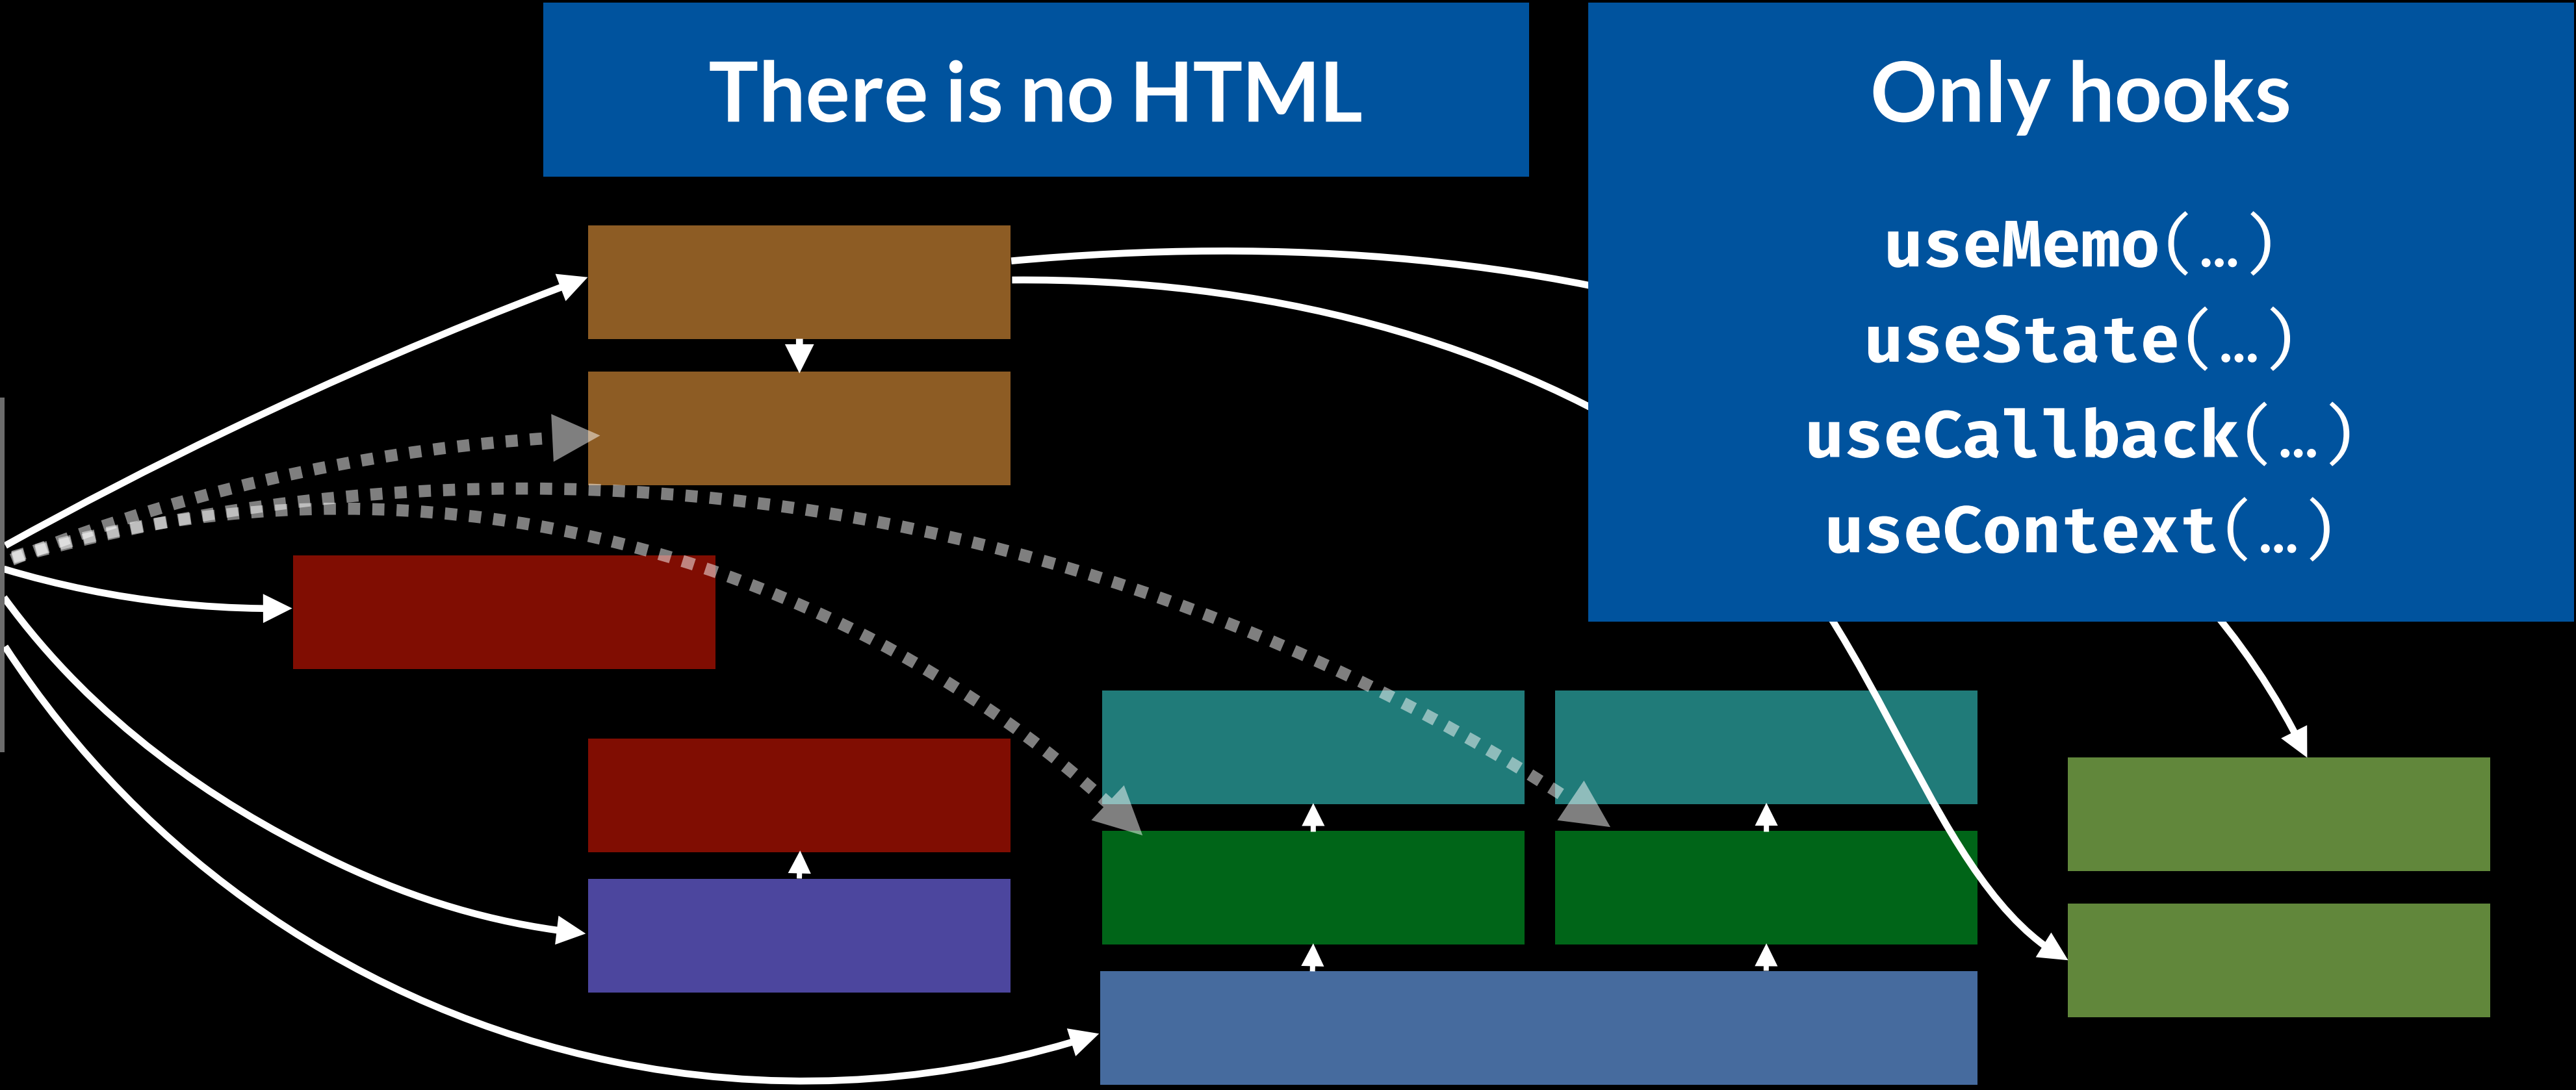 There is no HTML
Only hooks
useMemo(…)
useState(…)
useCallback(…)
useContext(…)